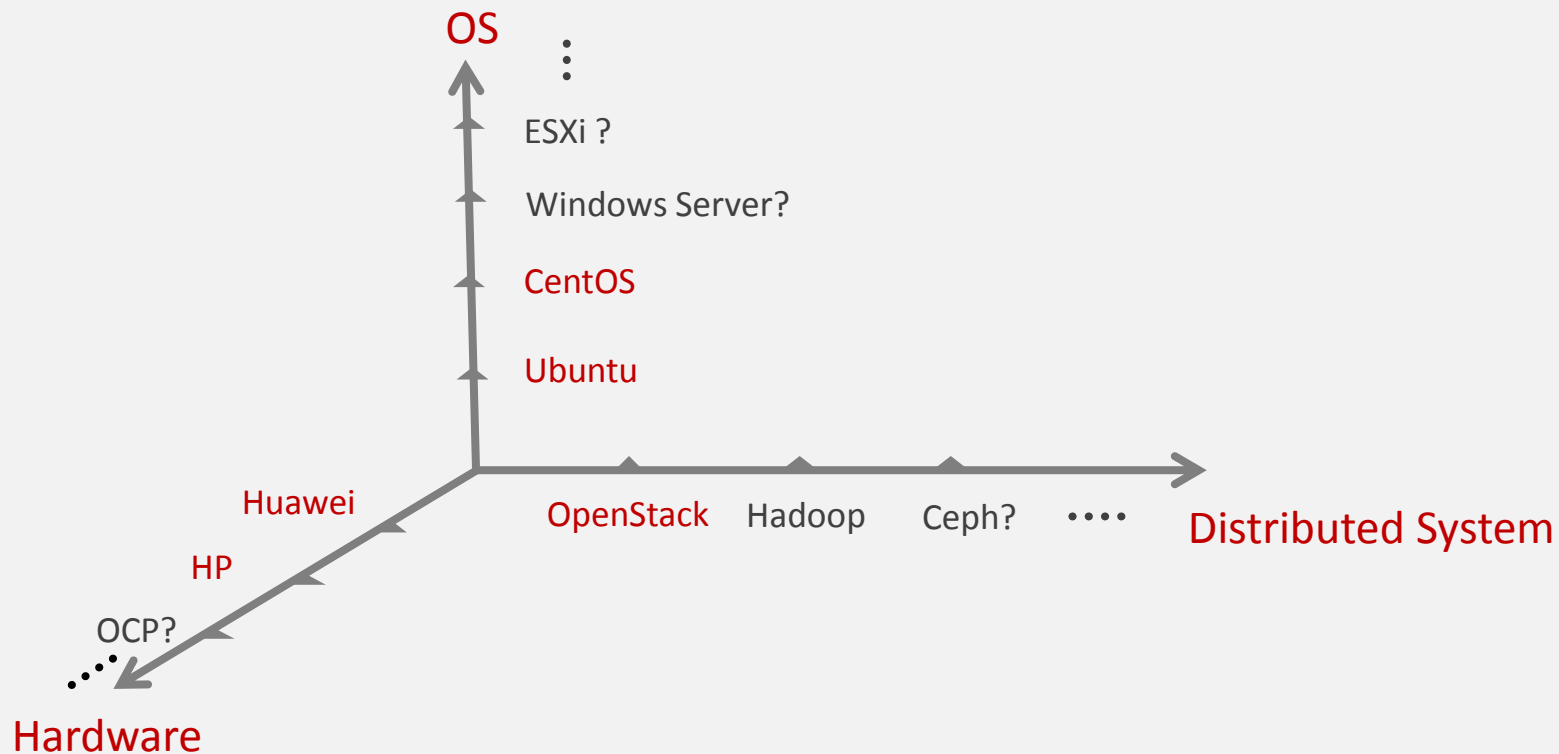 OS
ESXi ?
Windows Server?
CentOS
Ubuntu
Huawei
OpenStack
Hadoop
Ceph?
Distributed System
HP
OCP?
Hardware